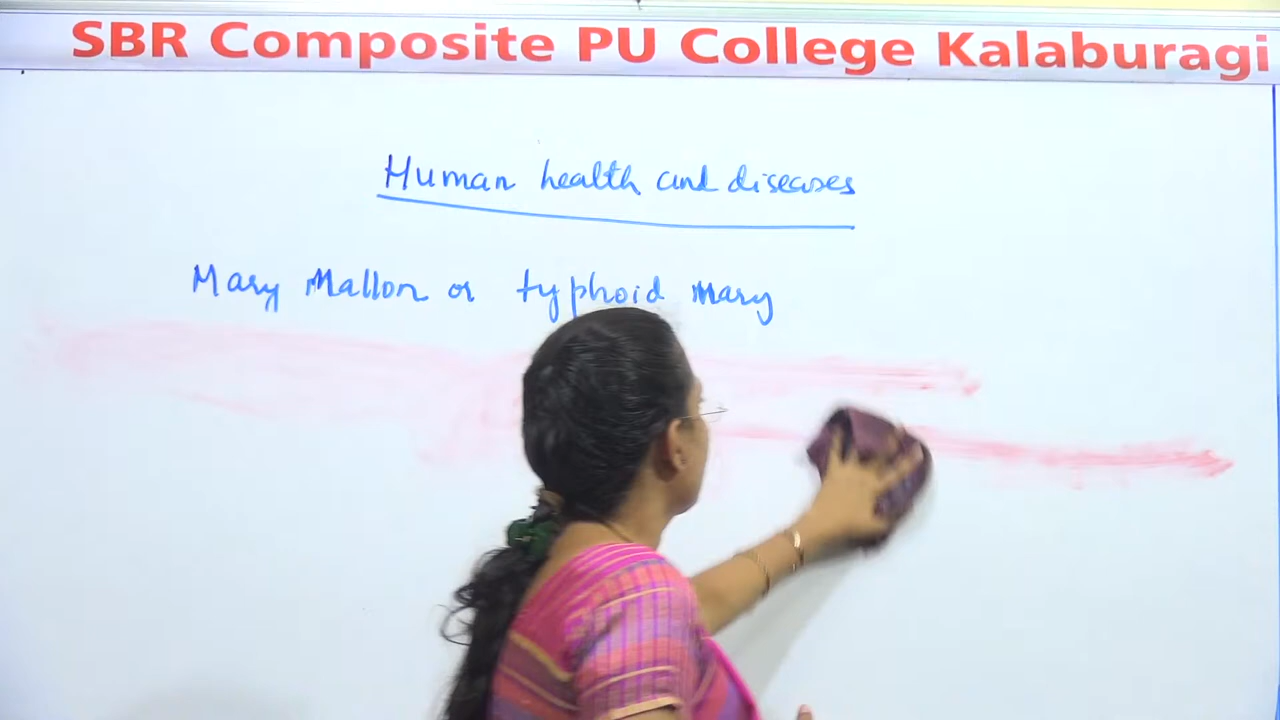 SBR Composite PU College Kalaburagi
Human health and diseases
Mary Mallon or typhoid Mary